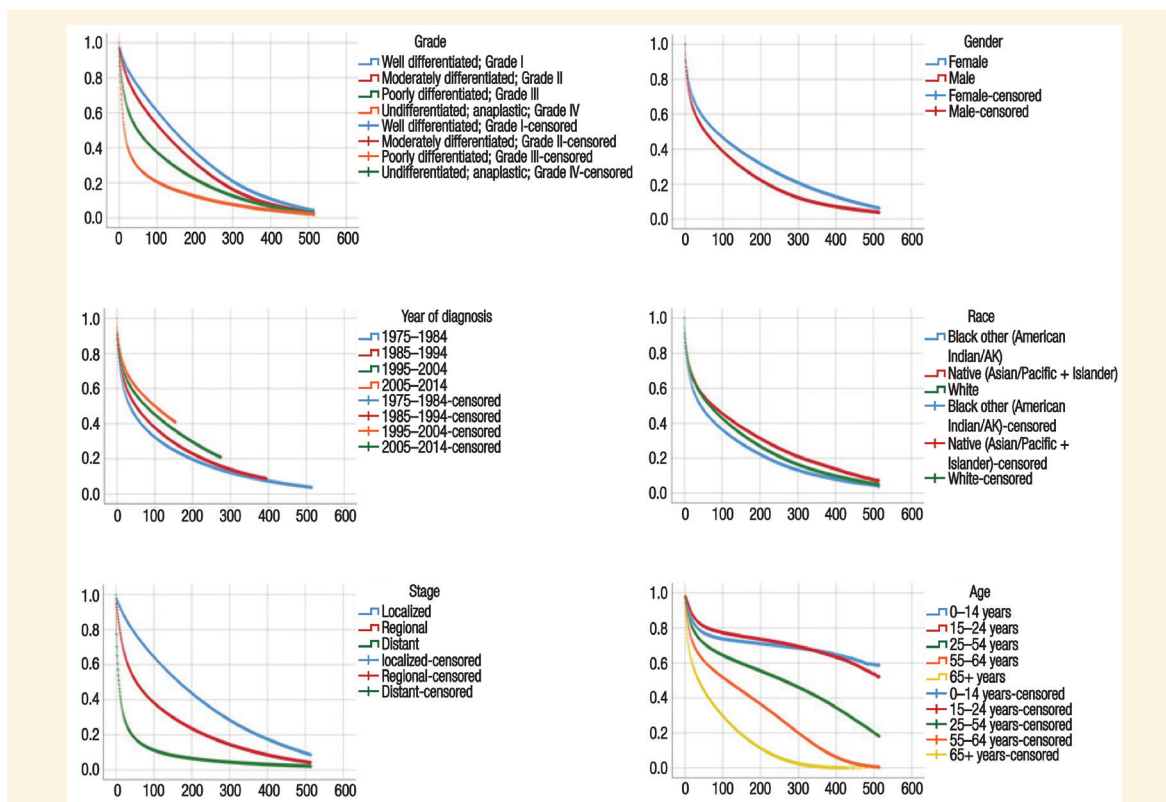 Grade
1.0
0.8
0.6
0.4
0.2
0.0
0 100 200 300 400 500 600
Well differentiated; Grade I
Moderately differentiated; Grade II
Poorly differentiated; Grade III
Undifferentiated; anaplastic; Grade IV
Well differentiated; Grade I-censored
Moderately differentiated; Grade II-censored
Poorly differentiated; Grade III-censored
Undifferentiated; anaplastic; Grade IV-censored
Gender
1.0
0.8
0.6
0.4
0.2
0.0
0 100 200 300 400 500 600
Female
Male
Female-censored
Male-censored
Year of diagnosis
1.0
0.8
0.6
0.4
0.2
0.0
0 100 200 300 400 500 600
1975–1984
1985–1994
1995–2004
2005–2014
1975–1984-censored
1985–1994-censored
1995–2004-censored
2005–2014-censored
Race
1.0
0.8
0.6
0.4
0.2
0.0
0 100 200 300 400 500 600
Black other (American
Indian/AK)
Native (Asian/Pacific + Islander)
White
Black other (American
Indian/AK)-censored
Native (Asian/Pacific +
Islander)-censored
White-censored
Stage
1.0
0.8
0.6
0.4
0.2
0.0
0 100 200 300 400 500 600
Localized
Regional
Distant
localized-censored
Regional-censored
Distant-censored
Age
1.0
0.8
0.6
0.4
0.2
0.0
0 100 200 300 400 500 600
0–14 years
15–24 years
25–54 years
55–64 years
65+ years
0–14 years-censored
15–24 years-censored
25–54 years-censored
55–64 years-censored
65+ years-censored